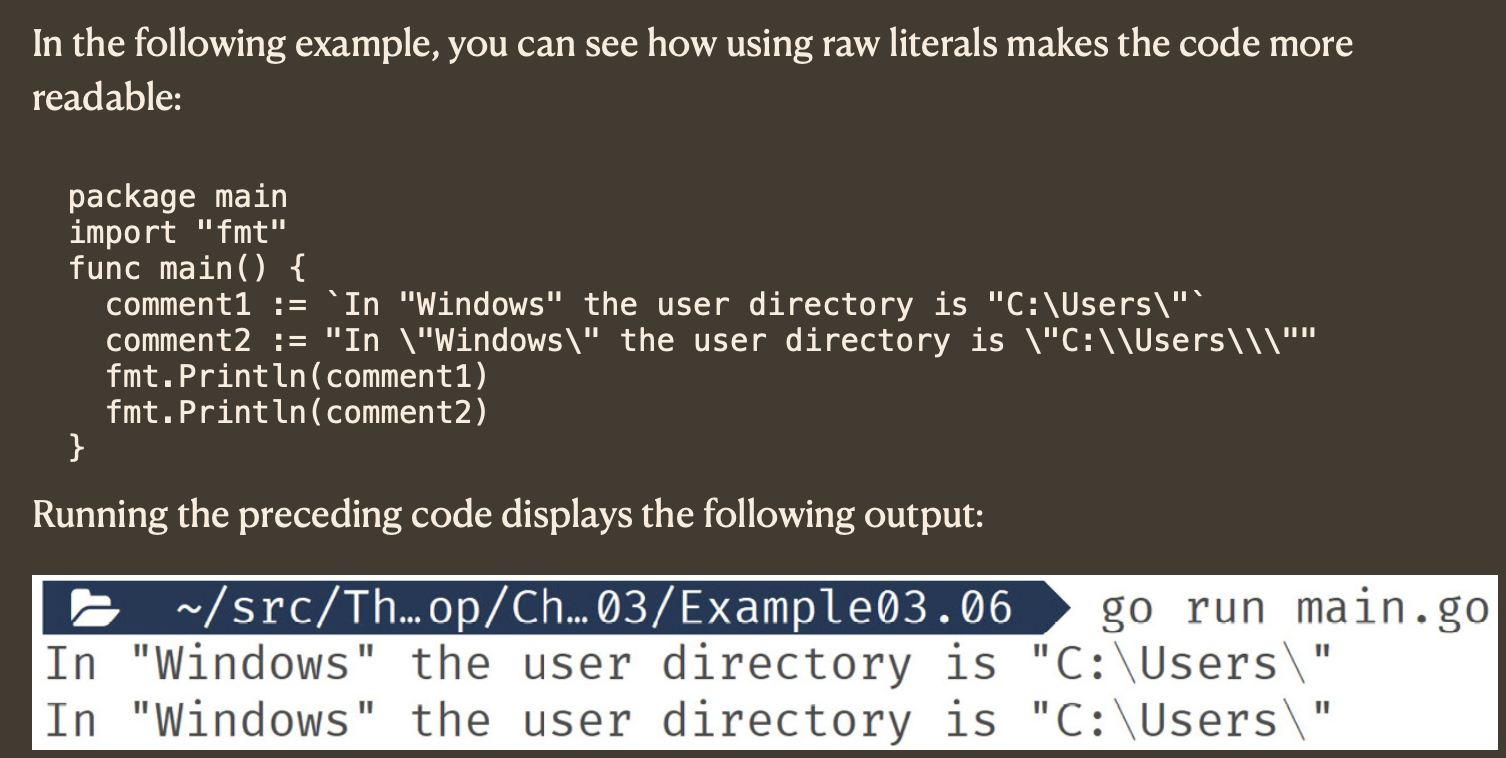 In the following example, you can see how using raw literals makes the code more
readable:
package main
import "fmt"
func main() {
  comment1 := `In "Windows" the user directory is "C:\Users\"`
  comment2 := "In \"Windows\" the user directory is \"C:\\Users\\\""
  fmt.Println(comment1)
  fmt.Println(comment2)
}
Running the preceding code displays the following output:
~/src/Th…op/Ch…03/Example03.06 go run main.go
In "Windows" the user directory is "C:\Users\"
In "Windows" the user directory is "C:\Users\"